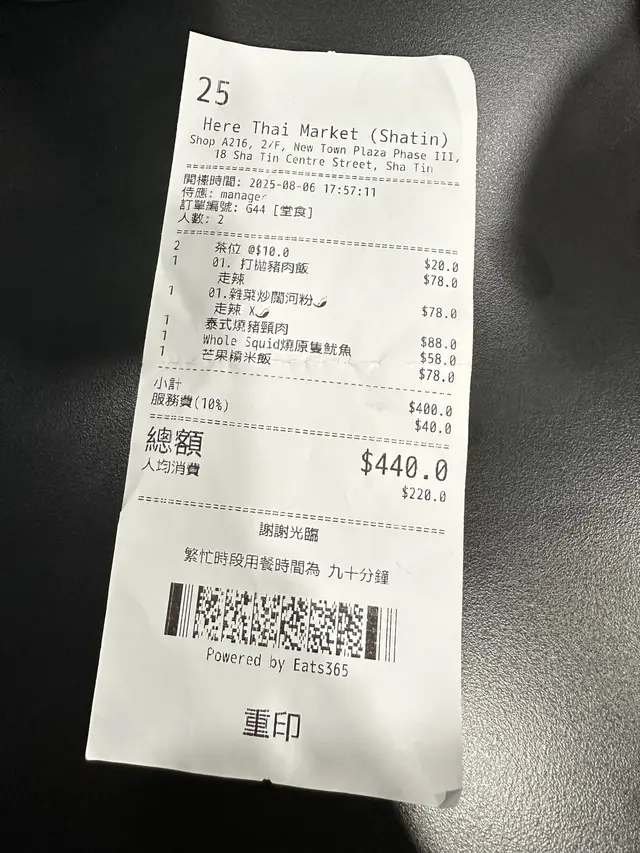 25
Here Thai Market (Shatin)
Shop A216, 2/F, New Town Plaza Phase III,
18 Sha Tin Centre Street, Sha Tin
開檯時間: 2025-08-06 17:57:11
侍應: manager
訂單編號: G44 [堂食]
人數: 2
2 茶位 @$10.0 $20.0
1 01. 打拋豬肉飯 $78.0
走辣
1 01.雜菜炒闊河粉🌶 $78.0
走辣 X🌶
1 泰式燒豬頸肉 $88.0
1 Whole Squid燒原隻魷魚 $58.0
1 芒果糯米飯 $78.0
小計 $400.0
服務費(10%) $40.0
總額 $440.0
人均消費 $220.0
謝謝光臨
繁忙時段用餐時間為 九十分鐘
Powered by Eats365
重印